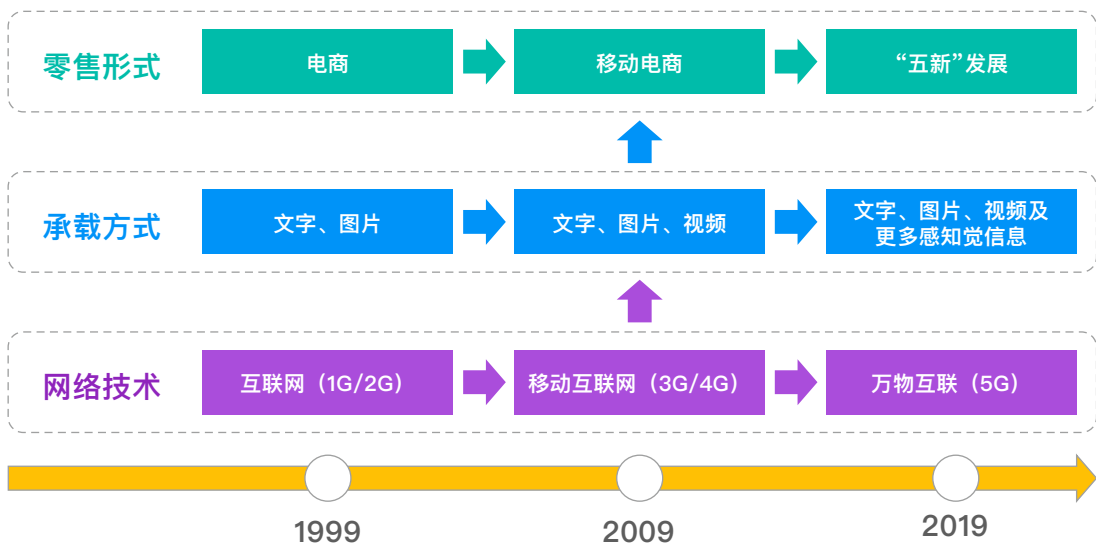 零售形式
电商
移动电商
“五新”发展
承载方式
文字、图片
文字、图片、视频
文字、图片、视频及
更多感知觉信息
网络技术
互联网（1G/2G）
移动互联网（3G/4G）
万物互联（5G）
1999
2009
2019